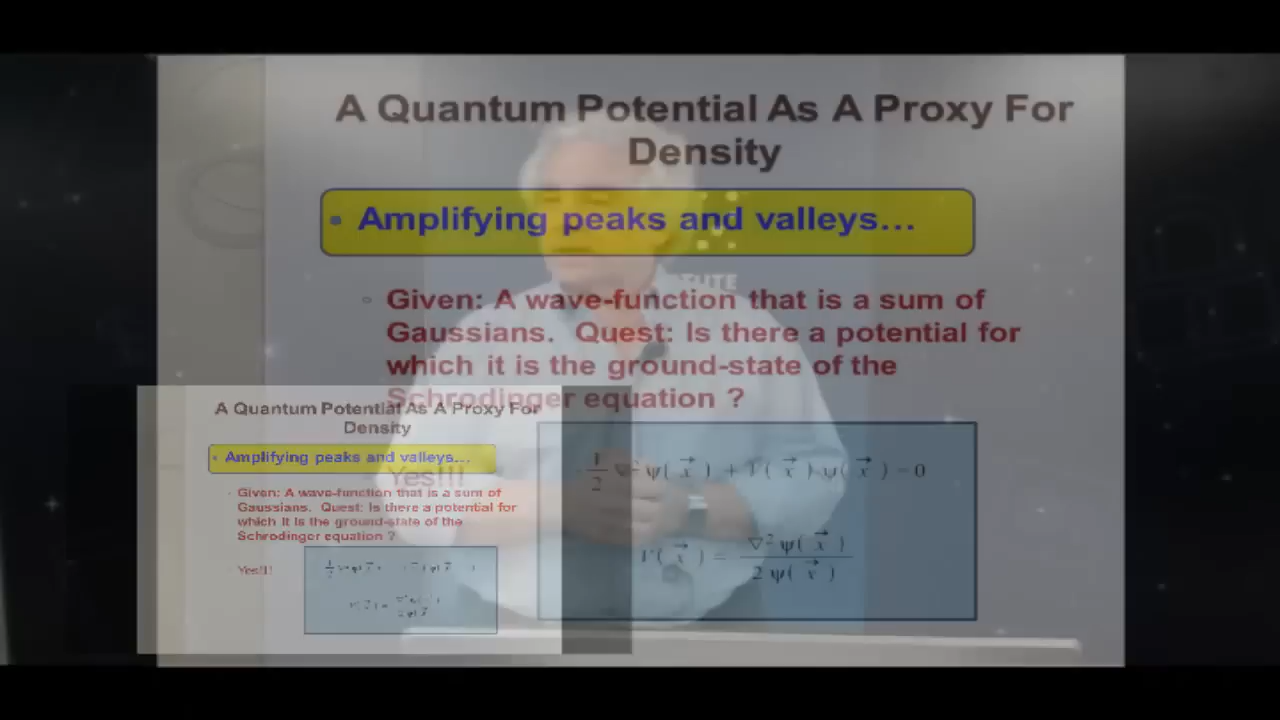 A Quantum Potential As A Proxy For
Density
• Amplifying peaks and valleys...
Given: A wave-function that is a sum of
Gaussians. Quest: Is there a potential for
which it is the ground-state of the
Schrodinger equation ?
Yes!!!
V(x⃗) = ∇²ψ(x⃗) / 2ψ(x⃗)
A Quantum Potential As A Proxy For
Density
• Amplifying peaks and valleys...
Given: A wave-function that is a sum of
Gaussians. Quest: Is there a potential for
which it is the ground-state of the
Schrodinger equation ?
Yes!!!